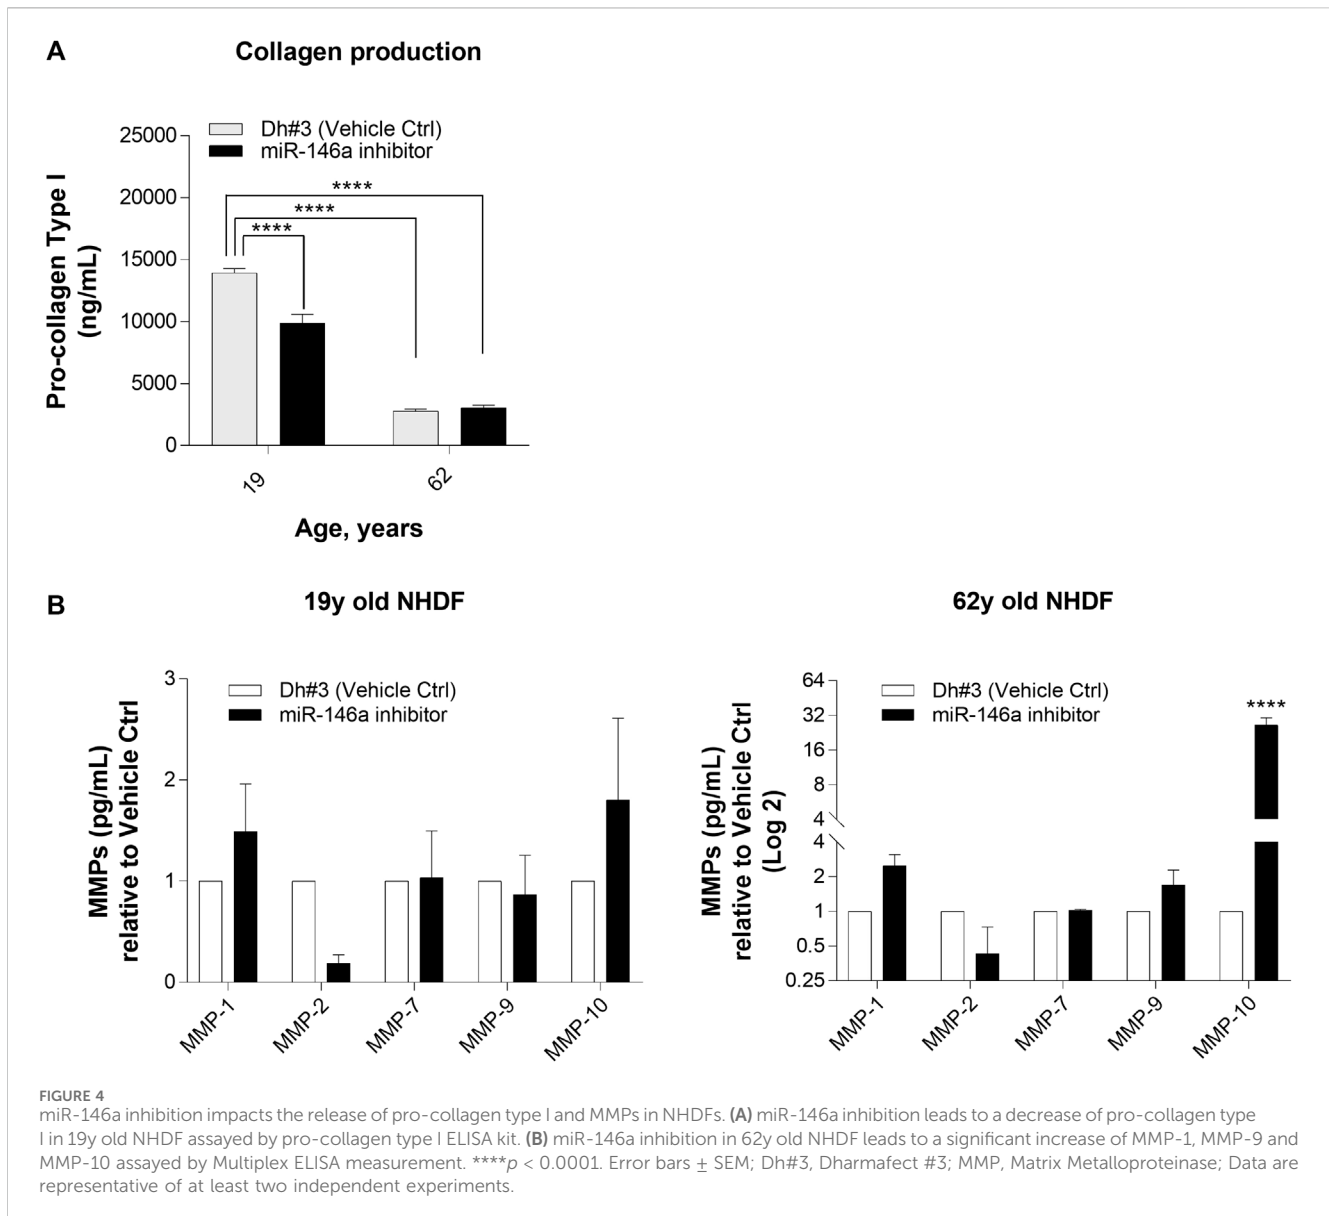 A
Collagen production
Dh#3 (Vehicle Ctrl)
miR-146a inhibitor
Pro-collagen Type I
(ng/mL)
25000
20000
15000
10000
5000
0
****
****
****
19
62
Age, years
B
19y old NHDF
Dh#3 (Vehicle Ctrl)
miR-146a inhibitor
MMPs (pg/mL)
relative to Vehicle Ctrl
3
2
1
0
MMP-1
MMP-2
MMP-7
MMP-9
MMP-10
62y old NHDF
Dh#3 (Vehicle Ctrl)
miR-146a inhibitor
****
MMPs (pg/mL)
relative to Vehicle Ctrl
(Log 2)
64
32
16
8
4
4
2
1
0.5
0.25
MMP-1
MMP-2
MMP-7
MMP-9
MMP-10
FIGURE 4
miR-146a inhibition impacts the release of pro-collagen type I and MMPs in NHDFs. (A) miR-146a inhibition leads to a decrease of pro-collagen type
I in 19y old NHDF assayed by pro-collagen type I ELISA kit. (B) miR-146a inhibition in 62y old NHDF leads to a significant increase of MMP-1, MMP-9 and
MMP-10 assayed by Multiplex ELISA measurement. ****p < 0.0001. Error bars ± SEM; Dh#3, Dharmafect #3; MMP, Matrix Metalloproteinase; Data are
representative of at least two independent experiments.